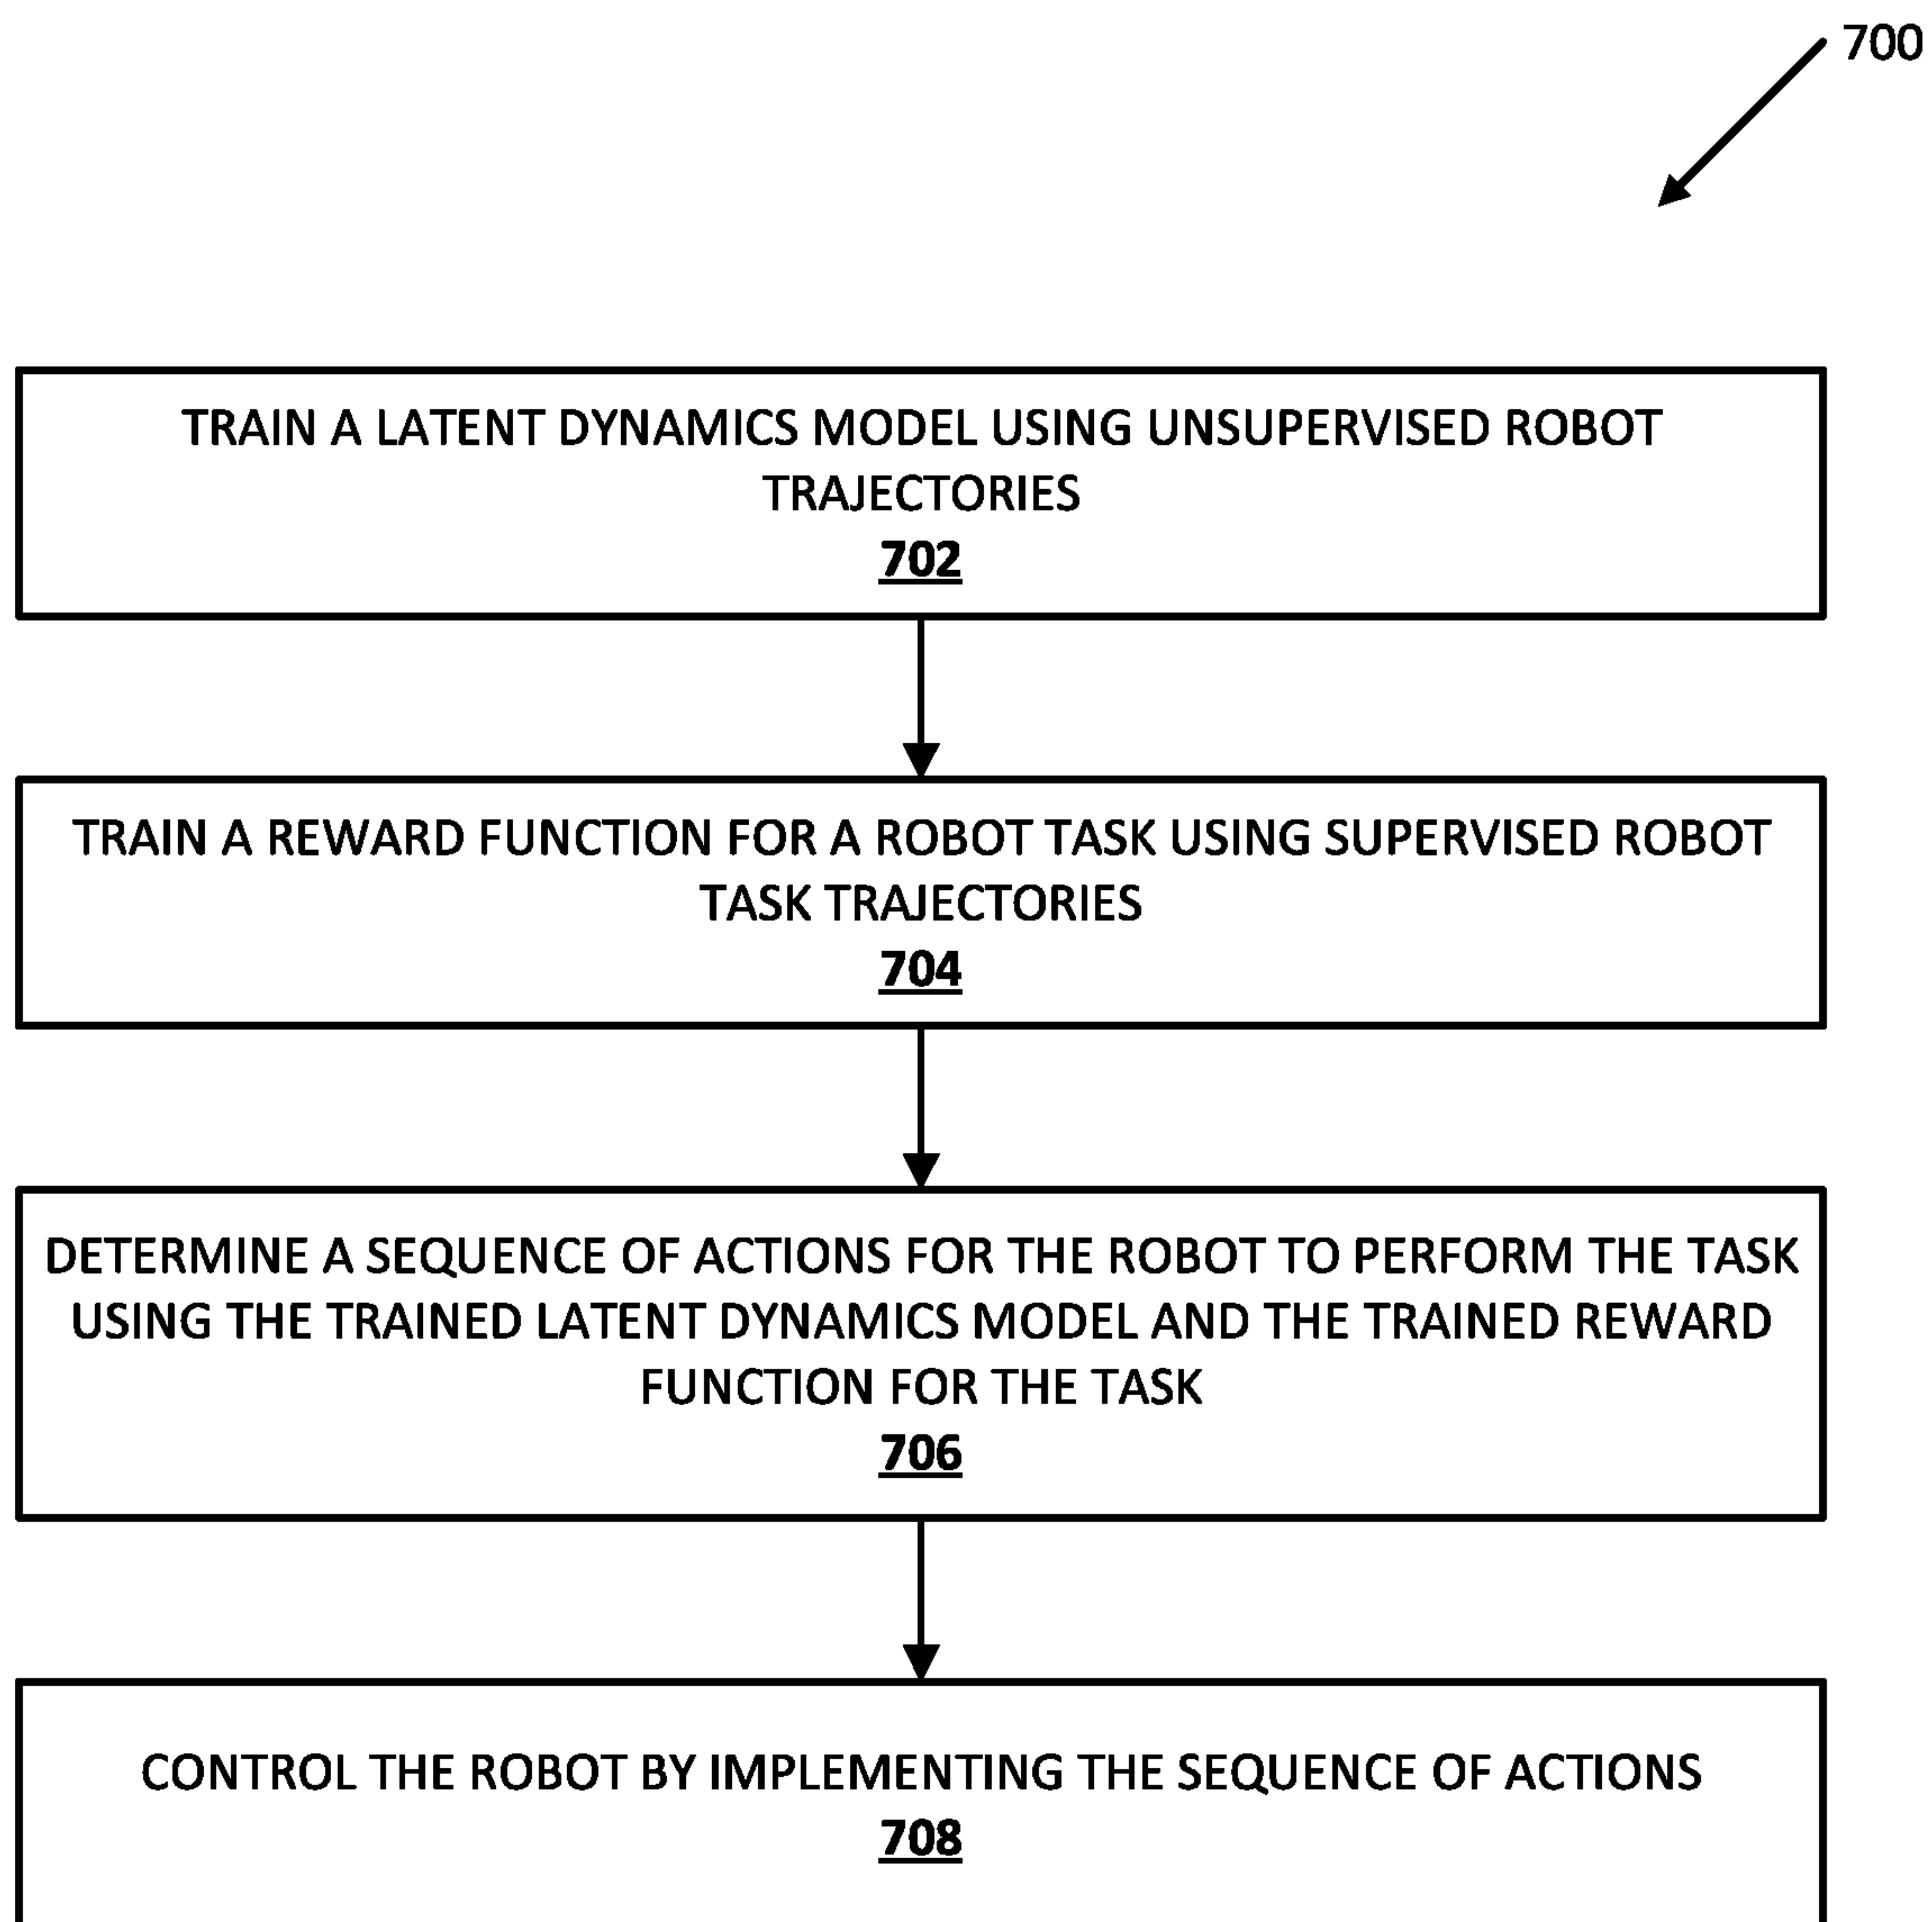 700
TRAIN A LATENT DYNAMICS MODEL USING UNSUPERVISED ROBOT
TRAJECTORIES
702
TRAIN A REWARD FUNCTION FOR A ROBOT TASK USING SUPERVISED ROBOT
TASK TRAJECTORIES
704
DETERMINE A SEQUENCE OF ACTIONS FOR THE ROBOT TO PERFORM THE TASK
USING THE TRAINED LATENT DYNAMICS MODEL AND THE TRAINED REWARD
FUNCTION FOR THE TASK
706
CONTROL THE ROBOT BY IMPLEMENTING THE SEQUENCE OF ACTIONS
708